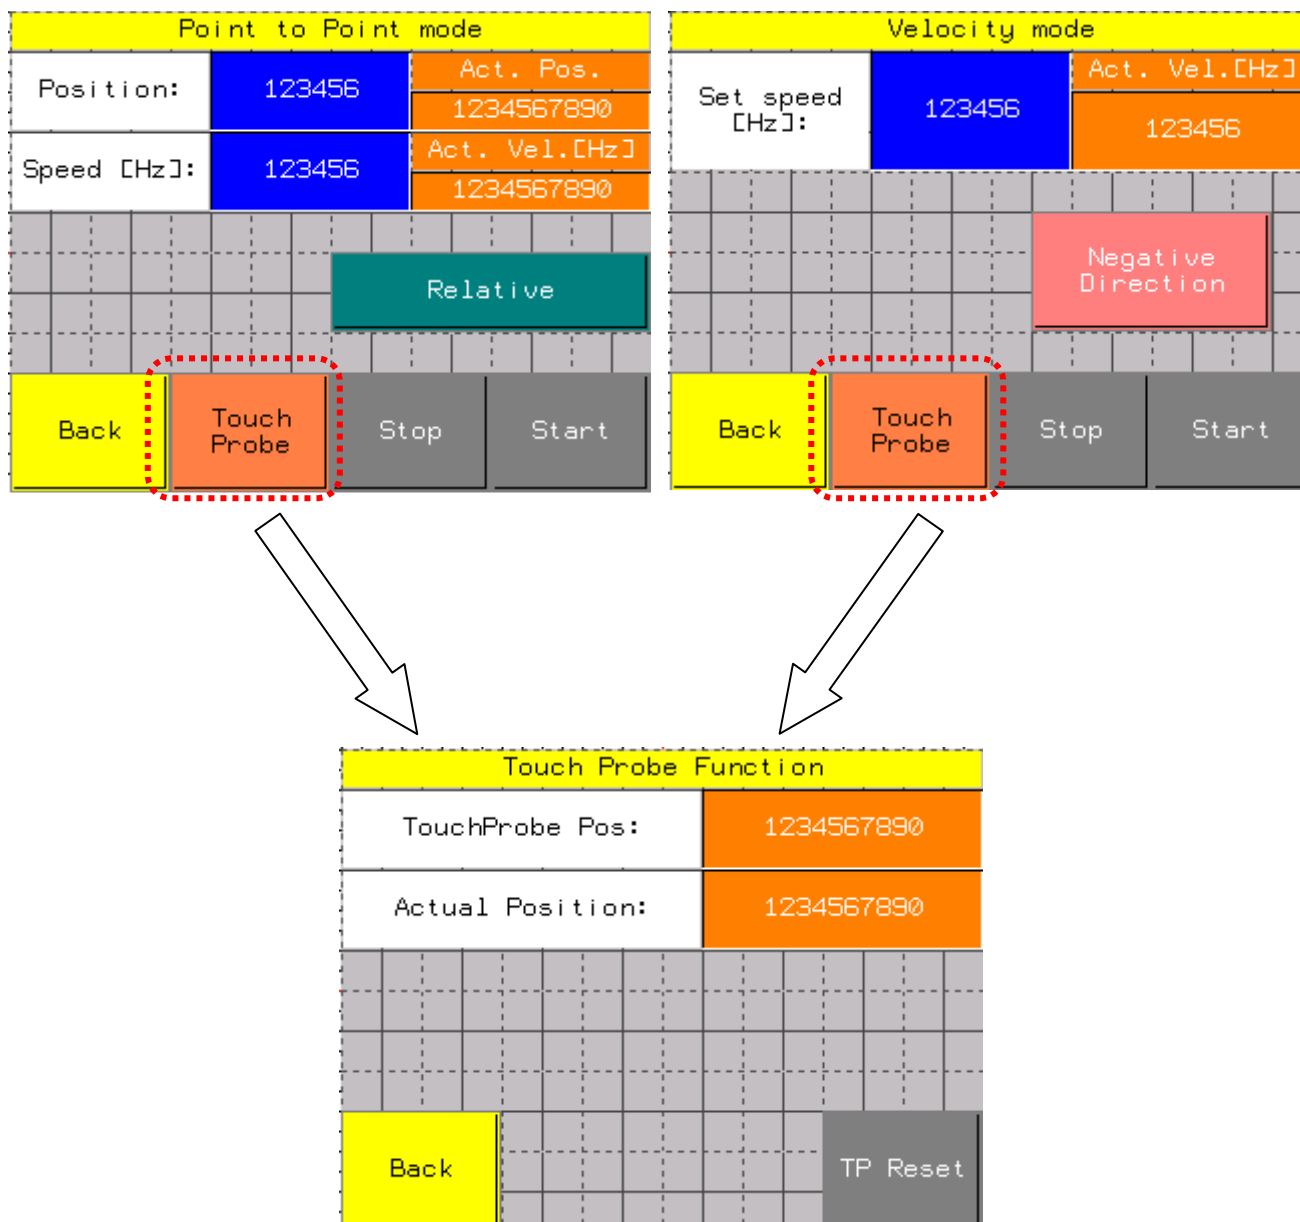 Point to Point mode
Position:
123456
Act. Pos.
1234567890
Speed [Hz]:
123456
Act. Vel.[Hz]
1234567890
Relative
Back
Touch
Probe
Stop
Start
Velocity mode
Set speed
[Hz]:
123456
Act. Vel.[Hz]
123456
Negative
Direction
Back
Touch
Probe
Stop
Start
Touch Probe Function
TouchProbe Pos:
1234567890
Actual Position:
1234567890
Back
TP Reset